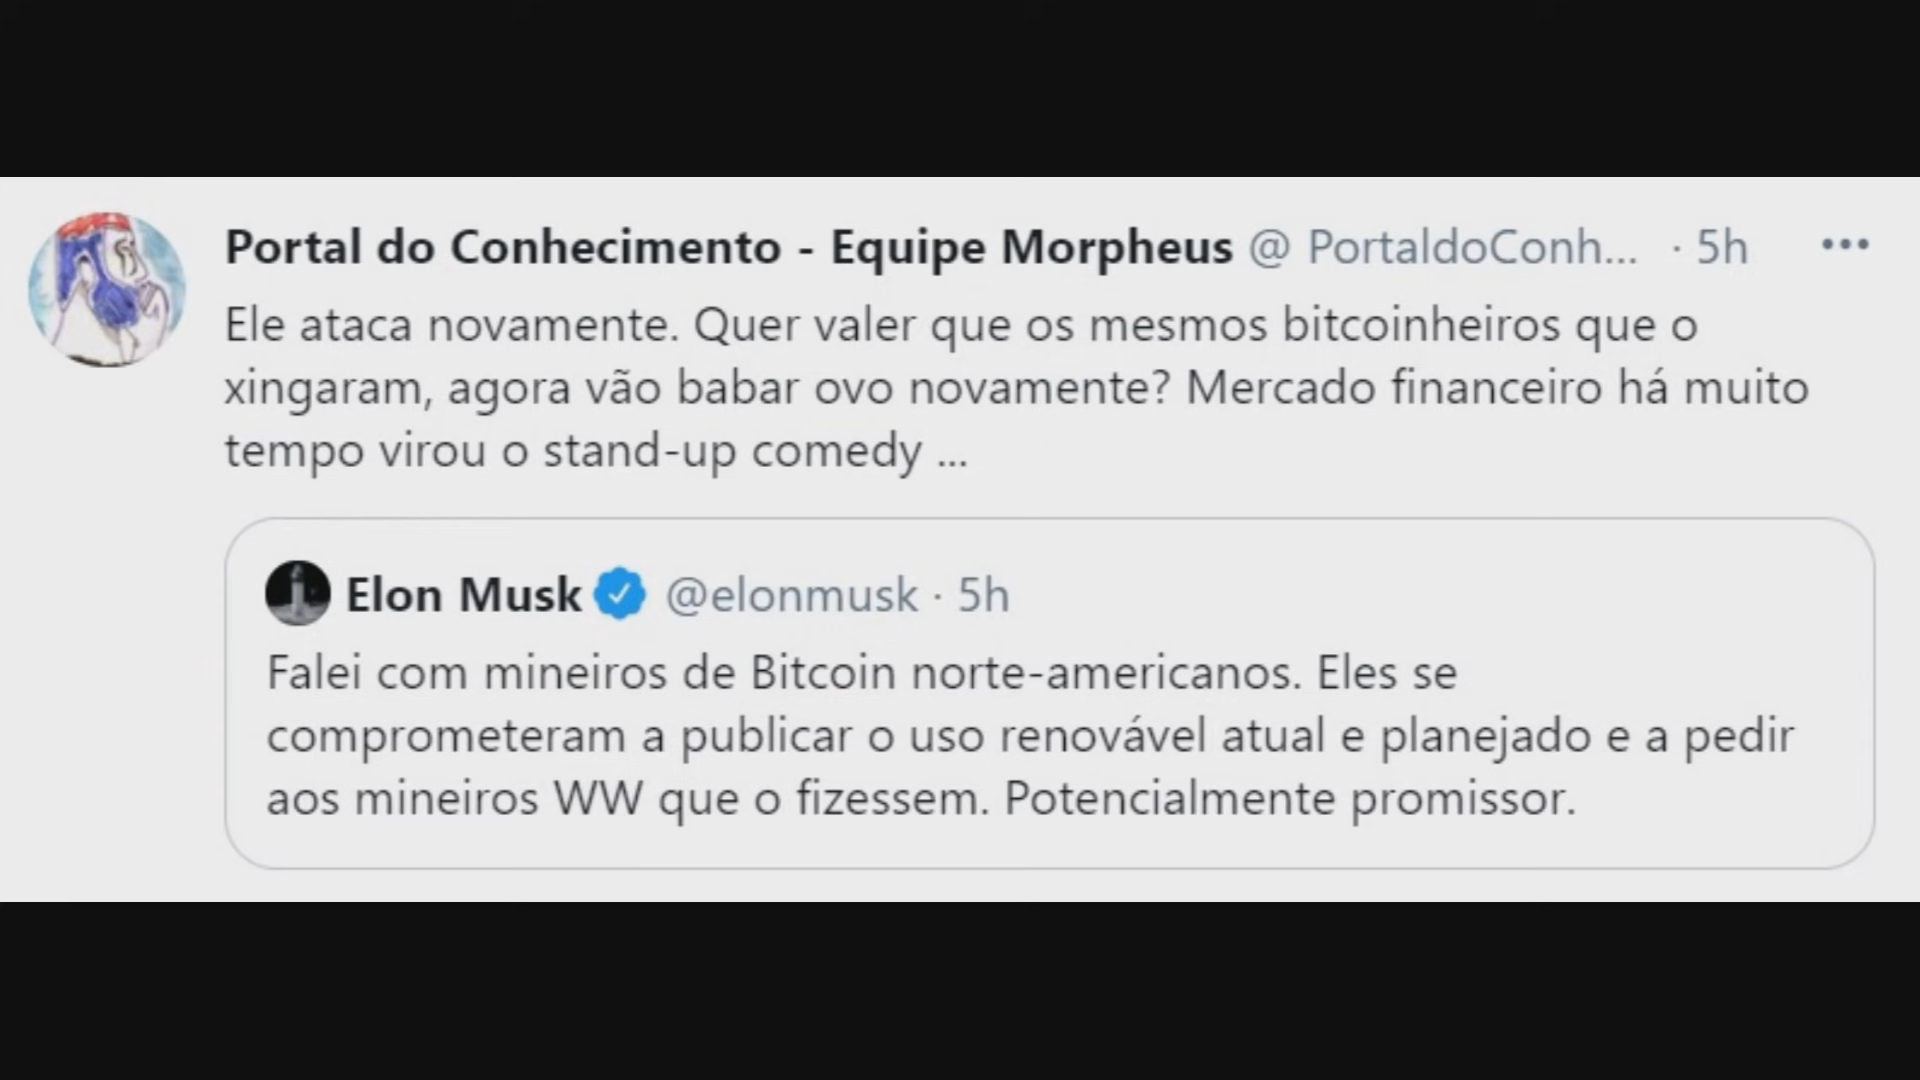 Portal do Conhecimento - Equipe Morpheus @ PortaldoConh... · 5h
Ele ataca novamente. Quer valer que os mesmos bitcoinheiros que o
xingaram, agora vão babar ovo novamente? Mercado financeiro há muito
tempo virou o stand-up comedy ...
Elon Musk @elonmusk · 5h
Falei com mineiros de Bitcoin norte-americanos. Eles se
comprometeram a publicar o uso renovável atual e planejado e a pedir
aos mineiros WW que o fizessem. Potencialmente promissor.